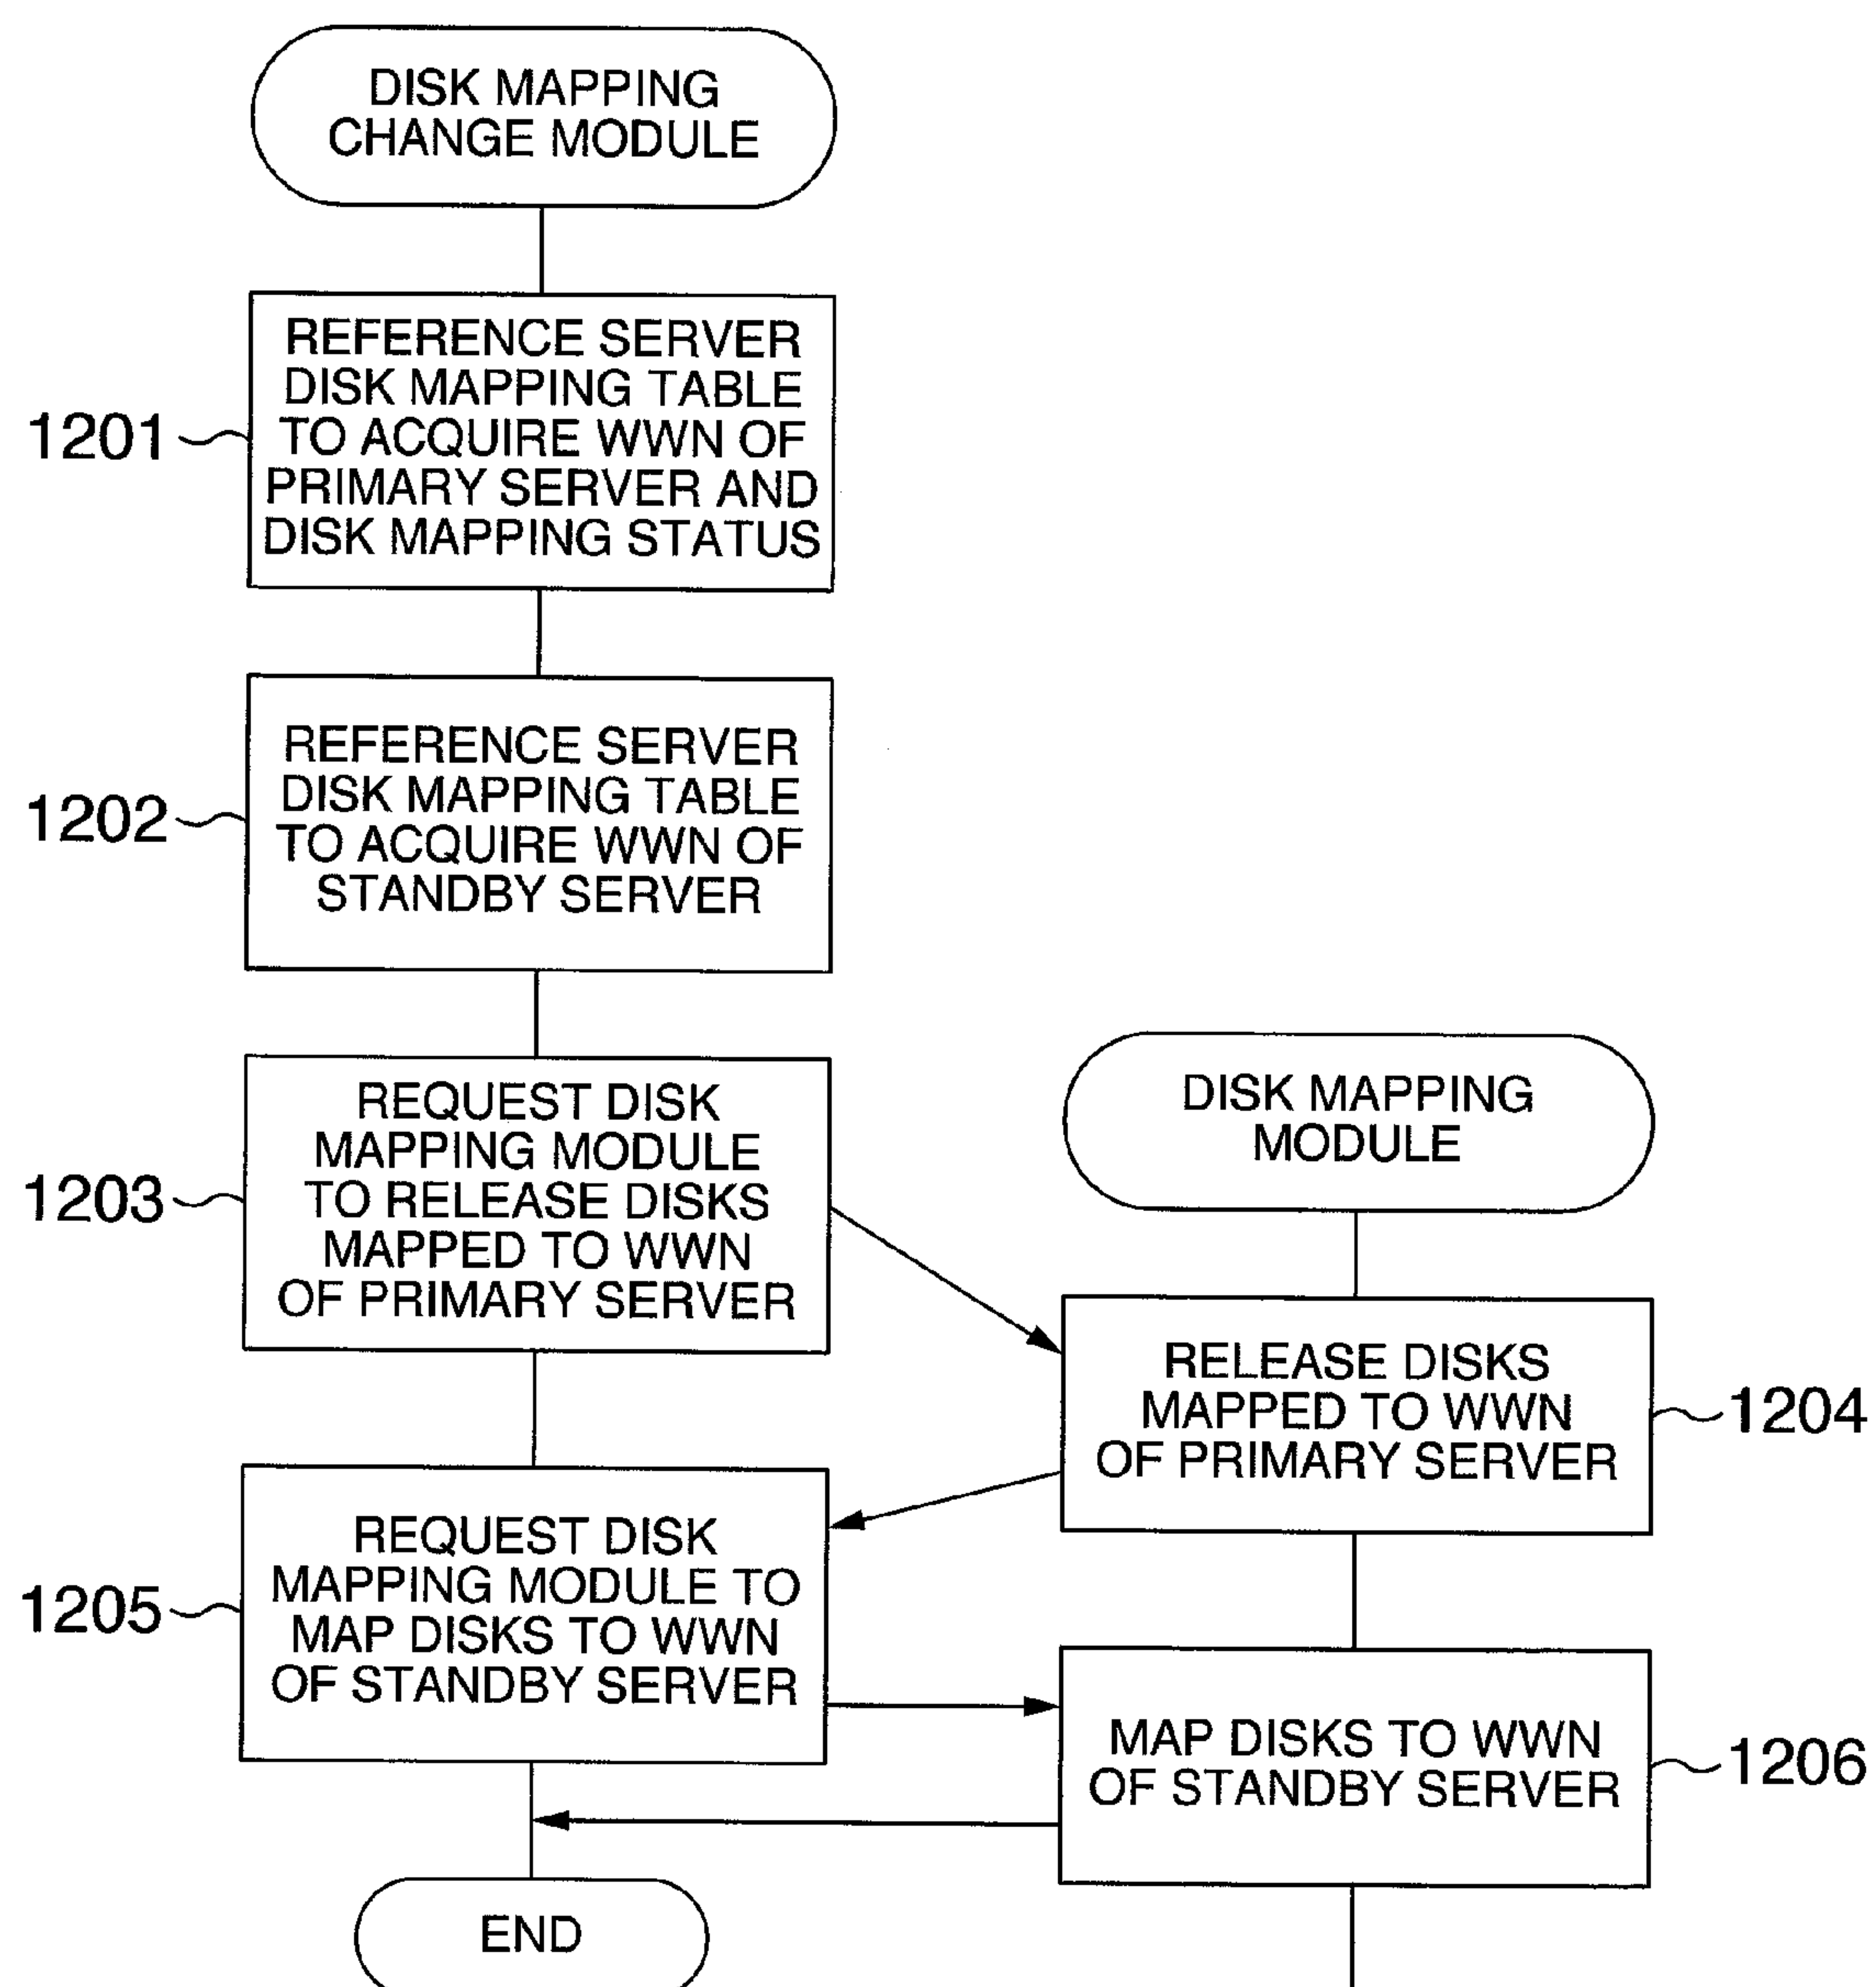 DISK MAPPING
CHANGE MODULE
1201
REFERENCE SERVER
DISK MAPPING TABLE
TO ACQUIRE WWN OF
PRIMARY SERVER AND
DISK MAPPING STATUS
1202
REFERENCE SERVER
DISK MAPPING TABLE
TO ACQUIRE WWN OF
STANDBY SERVER
1203
REQUEST DISK
MAPPING MODULE
TO RELEASE DISKS
MAPPED TO WWN
OF PRIMARY SERVER
DISK MAPPING
MODULE
RELEASE DISKS
MAPPED TO WWN
OF PRIMARY SERVER
1204
1205
REQUEST DISK
MAPPING MODULE TO
MAP DISKS TO WWN
OF STANDBY SERVER
MAP DISKS TO WWN
OF STANDBY SERVER
1206
END